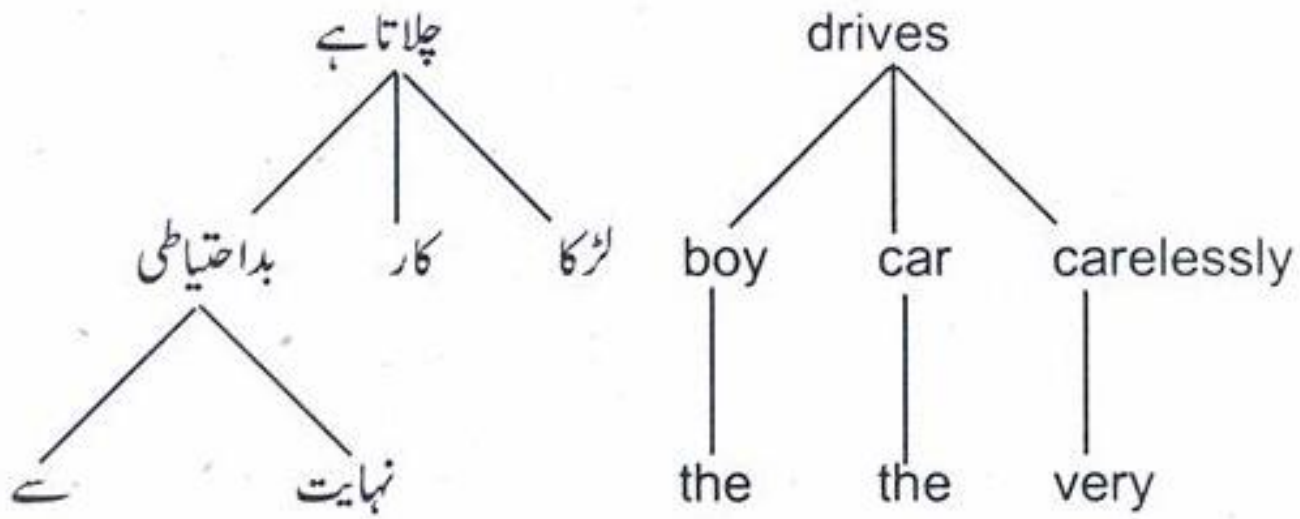 چلاتا ہے
لڑکا کار بداحتیاطی
نہایت سے
drives
boy car carelessly
the the very